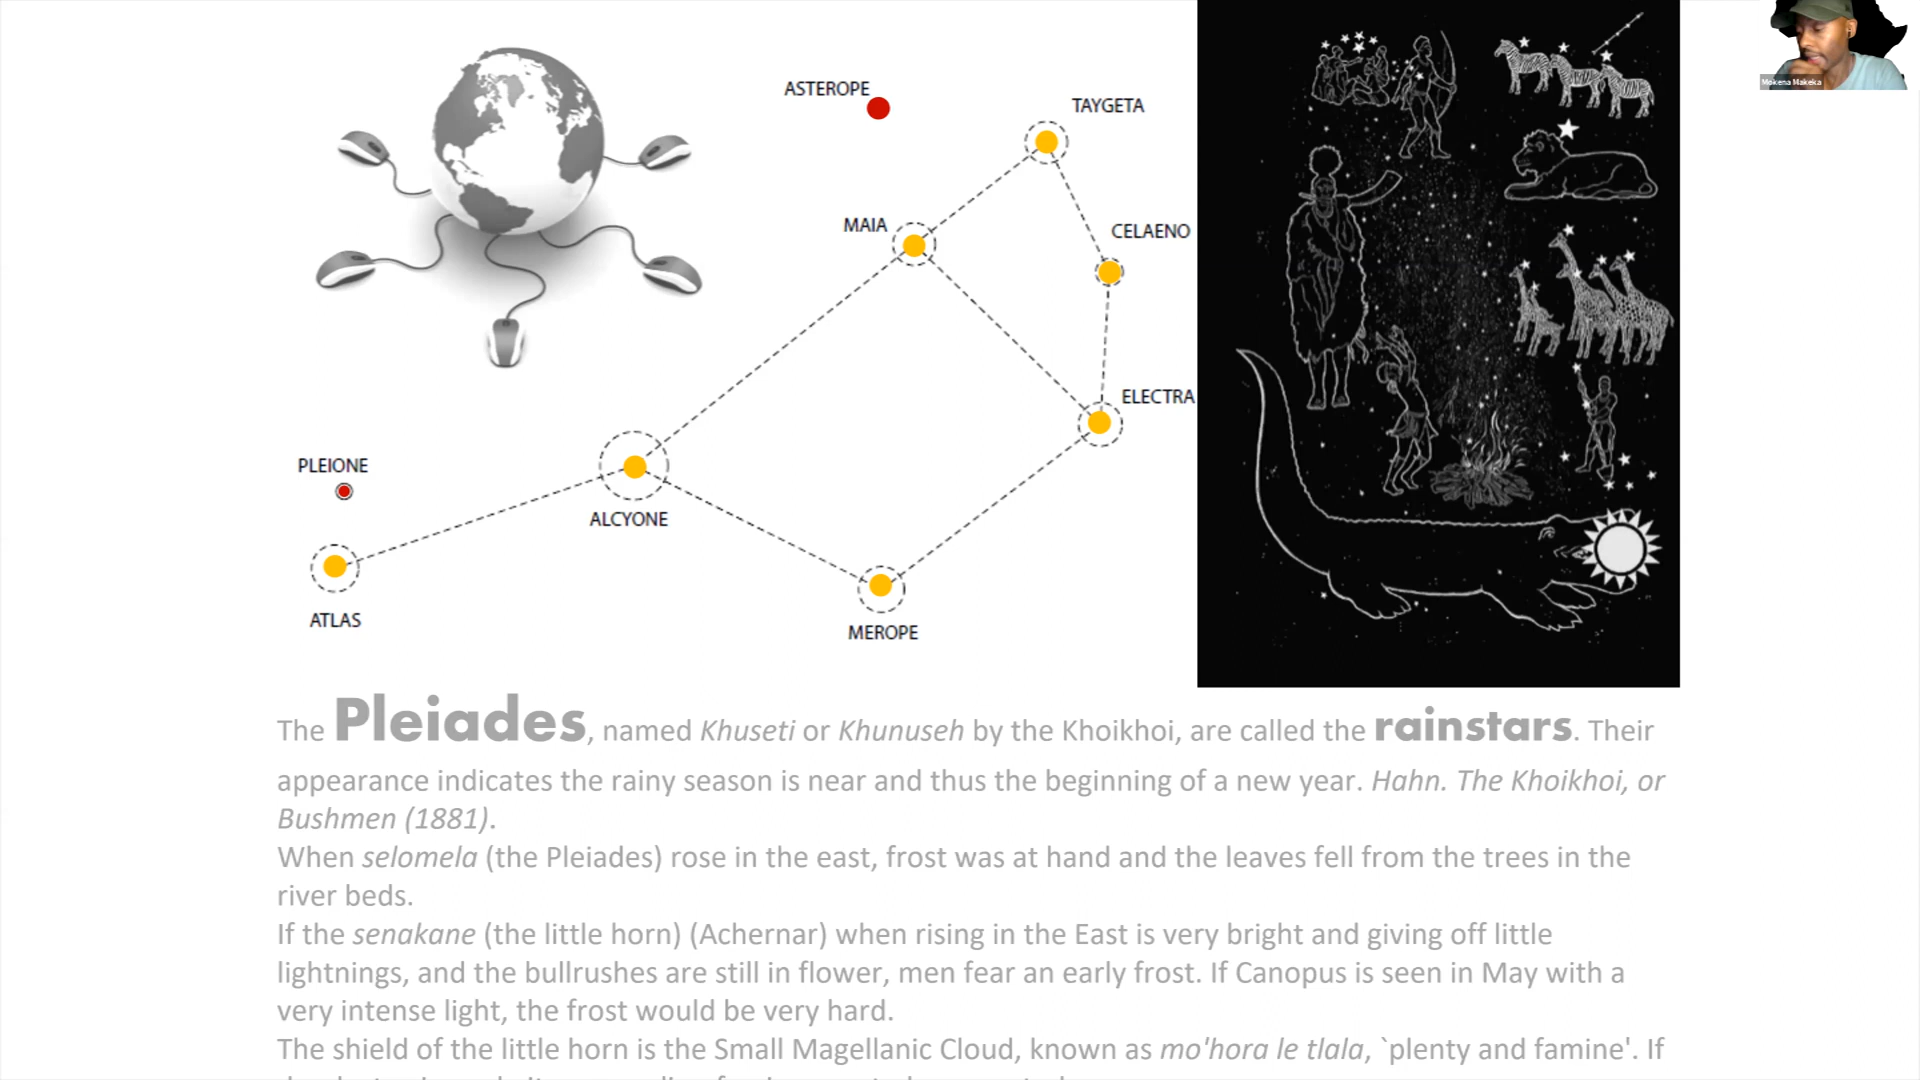 Mokena Makeka
ASTEROPE
TAYGETA
MAIA
CELAENO
ELECTRA
PLEIONE
ALCYONE
ATLAS
MEROPE
The Pleiades, named Khuseti or Khunuseh by the Khoikhoi, are called the rainstars. Their
appearance indicates the rainy season is near and thus the beginning of a new year. Hahn. The Khoikhoi, or
Bushmen (1881).
When selomela (the Pleiades) rose in the east, frost was at hand and the leaves fell from the trees in the
river beds.
If the senakane (the little horn) (Achernar) when rising in the East is very bright and giving off little
lightnings, and the bullrushes are still in flower, men fear an early frost. If Canopus is seen in May with a
very intense light, the frost would be very hard.
The shield of the little horn is the Small Magellanic Cloud, known as mo'hora le tlala, `plenty and famine'. If